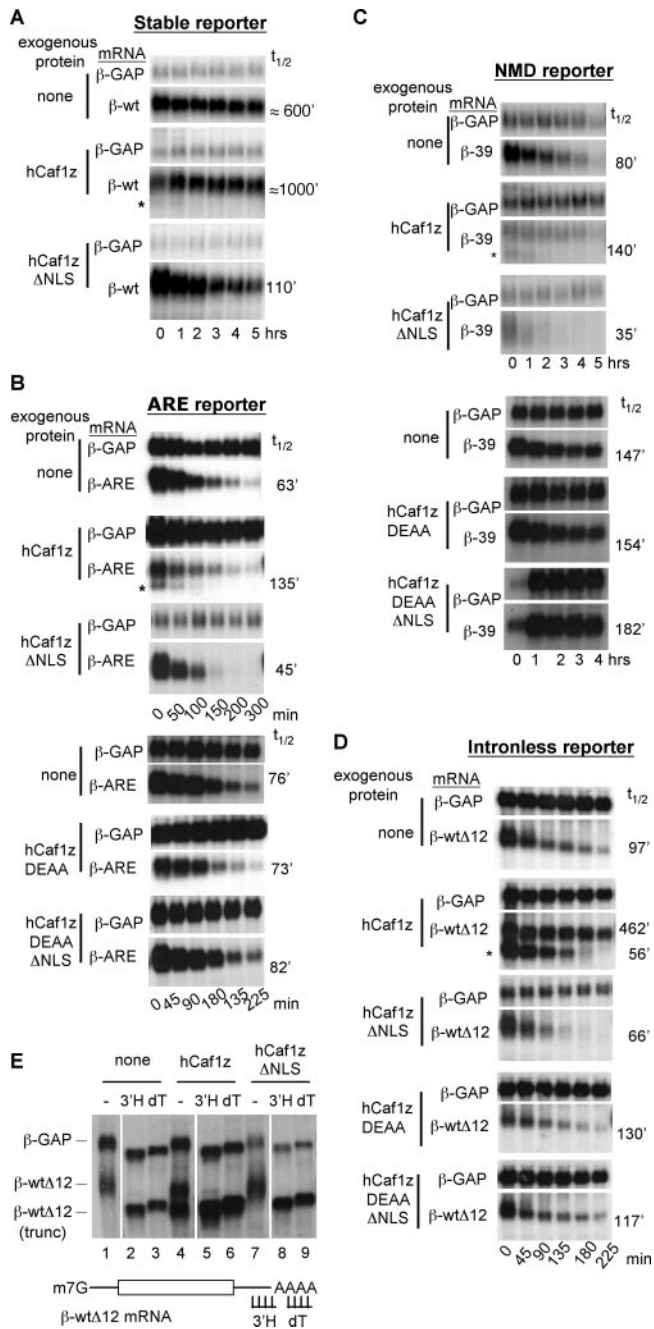 A
Stable reporter
exogenous
protein
mRNA
t1/2
none
β-GAP
β-wt
≈ 600'
hCaf1z
β-GAP
β-wt
≈1000'
*
hCaf1z
ΔNLS
β-GAP
β-wt
110'
0 1 2 3 4 5 hrs
B
ARE reporter
exogenous
protein
mRNA
t1/2
none
β-GAP
β-ARE
63'
hCaf1z
β-GAP
β-ARE
*
135'
hCaf1z
ΔNLS
β-GAP
β-ARE
45'
0 50 100 150 200 300 min
t1/2
none
β-GAP
β-ARE
76'
hCaf1z
DEAA
β-GAP
β-ARE
73'
hCaf1z
DEAA
ΔNLS
β-GAP
β-ARE
82'
0 45 90 180 135 225 min
C
NMD reporter
exogenous
protein
mRNA
t1/2
none
β-GAP
β-39
80'
hCaf1z
β-GAP
β-39
*
140'
hCaf1z
ΔNLS
β-GAP
β-39
35'
0 1 2 3 4 5 hrs
t1/2
none
β-GAP
β-39
147'
hCaf1z
DEAA
β-GAP
β-39
154'
hCaf1z
DEAA
ΔNLS
β-GAP
β-39
182'
0 1 2 3 4 hrs
D
Intronless reporter
exogenous
protein
mRNA
t1/2
none
β-GAP
β-wtΔ12
97'
hCaf1z
β-GAP
β-wtΔ12
462'
*
56'
hCaf1z
ΔNLS
β-GAP
β-wtΔ12
66'
hCaf1z
DEAA
β-GAP
β-wtΔ12
130'
hCaf1z
DEAA
ΔNLS
β-GAP
β-wtΔ12
117'
0 45 90 135 180 225 min
E
none hCaf1z hCaf1z
ΔNLS
- 3'H dT - 3'H dT - 3'H dT
β-GAP
β-wtΔ12
β-wtΔ12
(trunc)
1 2 3 4 5 6 7 8 9
m7G AAAA
β-wtΔ12 mRNA 3'H dT